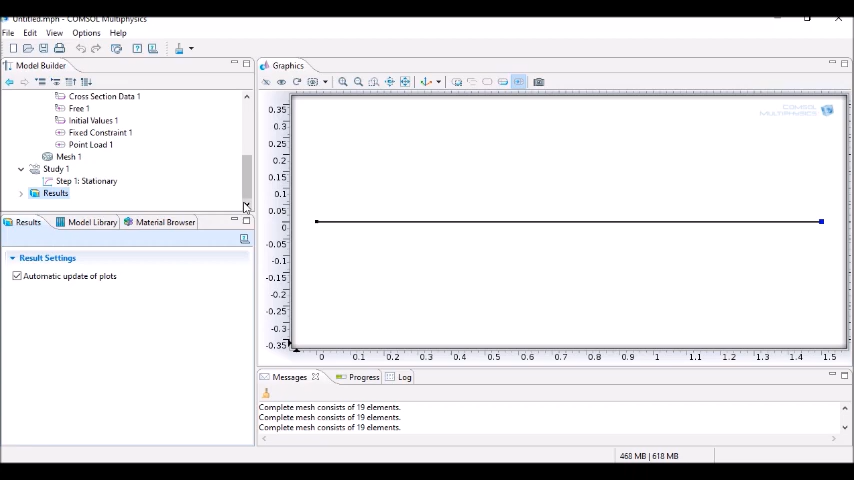 Untitled.mph - COMSOL Multiphysics
File Edit View Options Help
Model Builder
Cross Section Data 1
Free 1
Initial Values 1
Fixed Constraint 1
Point Load 1
Mesh 1
Study 1
Step 1: Stationary
Results
Results Model Library Material Browser
Result Settings
Automatic update of plots
Graphics
COMSOL
MULTIPHYSICS
0.35
0.3
0.25
0.2
0.15
0.1
0.05
0
-0.05
-0.1
-0.15
-0.2
-0.25
-0.3
-0.35
0 0.1 0.2 0.3 0.4 0.5 0.6 0.7 0.8 0.9 1 1.1 1.2 1.3 1.4 1.5
Messages Progress Log
Complete mesh consists of 19 elements.
Complete mesh consists of 19 elements.
Complete mesh consists of 19 elements.
468 MB | 618 MB